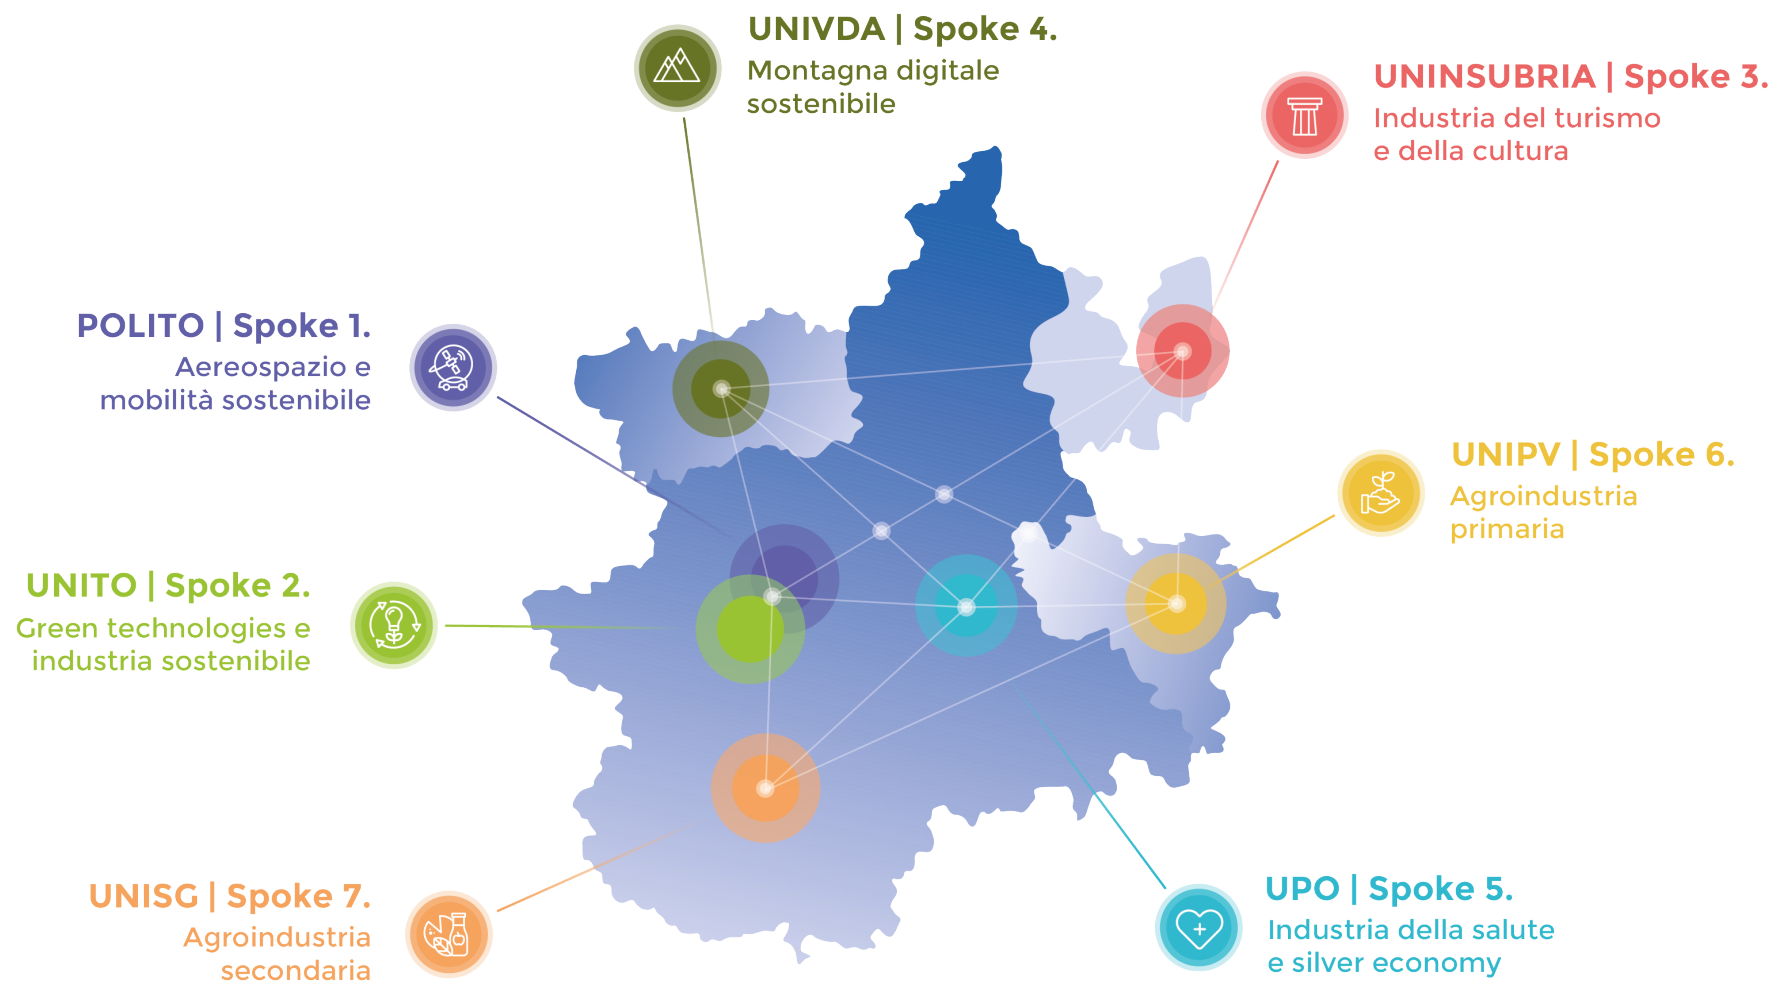 UNIVDA | Spoke 4.
Montagna digitale
sostenibile
UNINSUBRIA | Spoke 3.
Industria del turismo
e della cultura
POLITO | Spoke 1.
Aereospazio e
mobilità sostenibile
UNIPV | Spoke 6.
Agroindustria
primaria
UNITO | Spoke 2.
Green technologies e
industria sostenibile
UNISG | Spoke 7.
Agroindustria
secondaria
UPO | Spoke 5.
Industria della salute
e silver economy